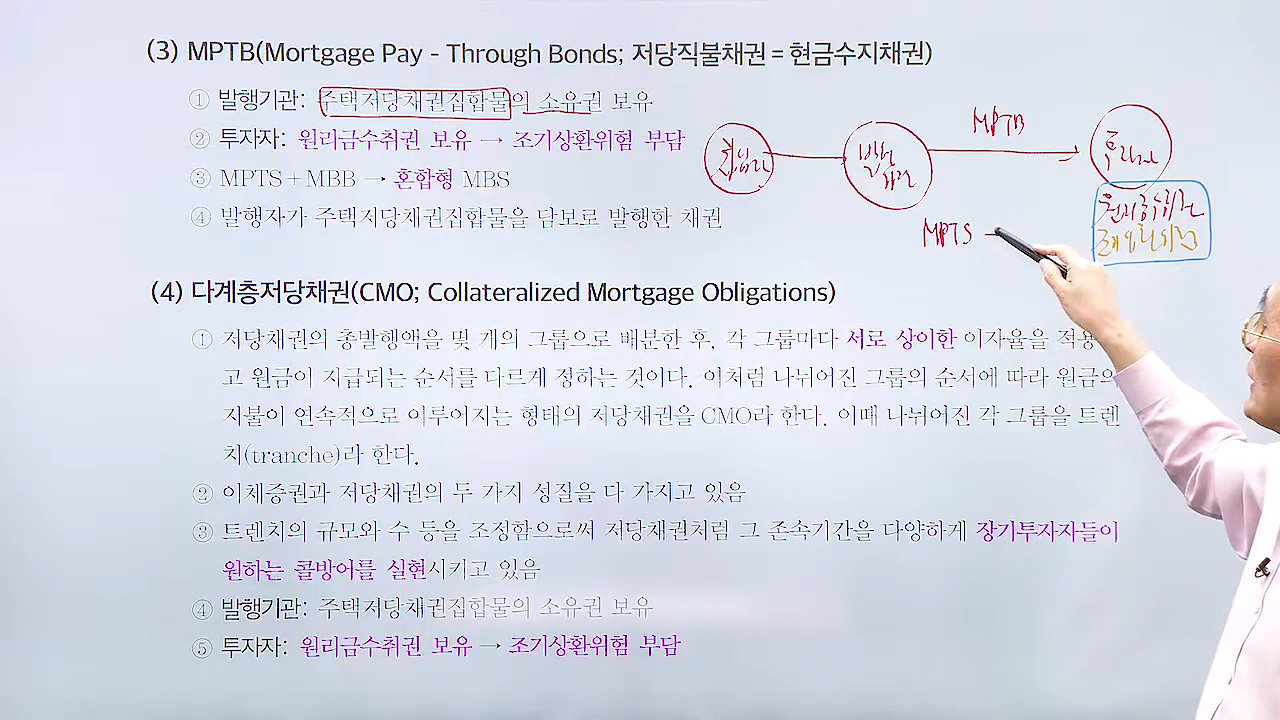 (3) MPTB(Mortgage Pay - Through Bonds; 저당직불채권 = 현금수지채권)
① 발행기관: 주택저당채권집합물의 소유권 보유
② 투자자: 원리금수취권 보유 → 조기상환위험 부담
③ MPTS+MBB → 혼합형 MBS
④ 발행자가 주택저당채권집합물을 담보로 발행한 채권
차입자
발행기관
MPTB
투자자
MPTS
(4) 다계층저당채권(CMO; Collateralized Mortgage Obligations)
① 저당채권의 총발행액을 몇 개의 그룹으로 배분한 후, 각 그룹마다 서로 상이한 이자율을 적용
고 원금이 지급되는 순서를 다르게 정하는 것이다. 이처럼 나뉘어진 그룹의 순서에 따라 원금의
지불이 연속적으로 이루어지는 형태의 저당채권을 CMO라 한다. 이때 나뉘어진 각 그룹을 트렌
치(tranche)라 한다.
② 이체증권과 저당채권의 두 가지 성질을 다 가지고 있음
③ 트렌치의 규모와 수 등을 조정함으로써 저당채권처럼 그 존속기간을 다양하게 장기투자자들이
원하는 콜방어를 실현시키고 있음
④ 발행기관: 주택저당채권집합물의 소유권 보유
⑤ 투자자: 원리금수취권 보유 → 조기상환위험 부담